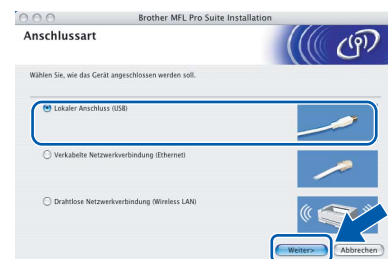 Brother MFL Pro Suite Installation
Anschlussart
Wählen Sie, wie das Gerät angeschlossen werden soll.
Lokaler Anschluss (USB)
Verkabelte Netzwerkverbindung (Ethernet)
Drahtlose Netzwerkverbindung (Wireless LAN)
Weiter> Abbrechen